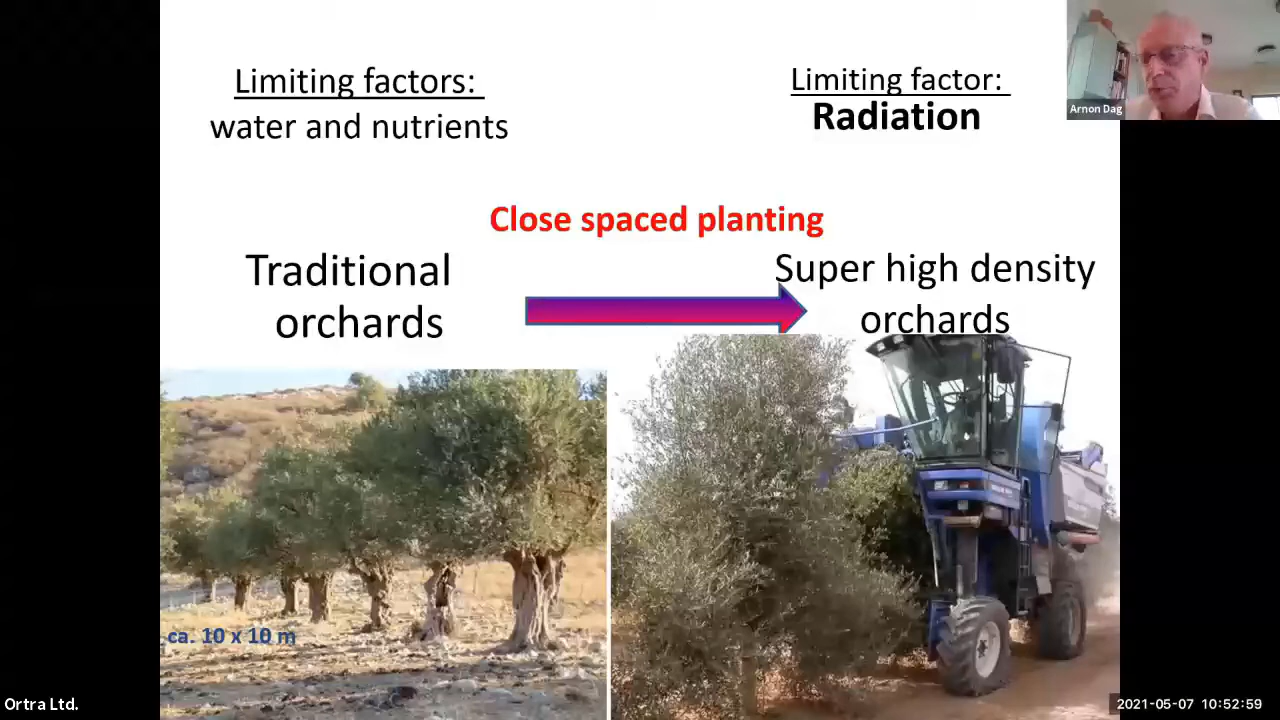 Limiting factors:
water and nutrients
Limiting factor:
Radiation
Arnon Dag
Close spaced planting
Traditional
orchards
Super high density
orchards
ca. 10 x 10 m
Ortra Ltd.
2021-05-07 10:52:59